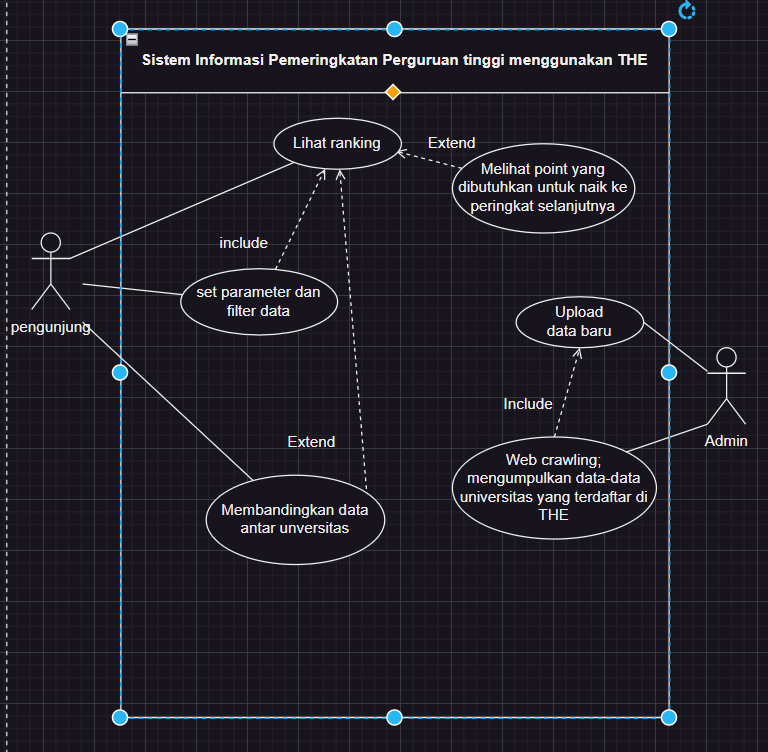 Sistem Informasi Pemeringkatan Perguruan tinggi menggunakan THE
Lihat ranking
Extend
Melihat point yang
dibutuhkan untuk naik ke
peringkat selanjutnya
include
set parameter dan
filter data
pengunjung
Upload
data baru
Include
Admin
Extend
Web crawling;
mengumpulkan data-data
universitas yang terdaftar di
THE
Membandingkan data
antar unversitas